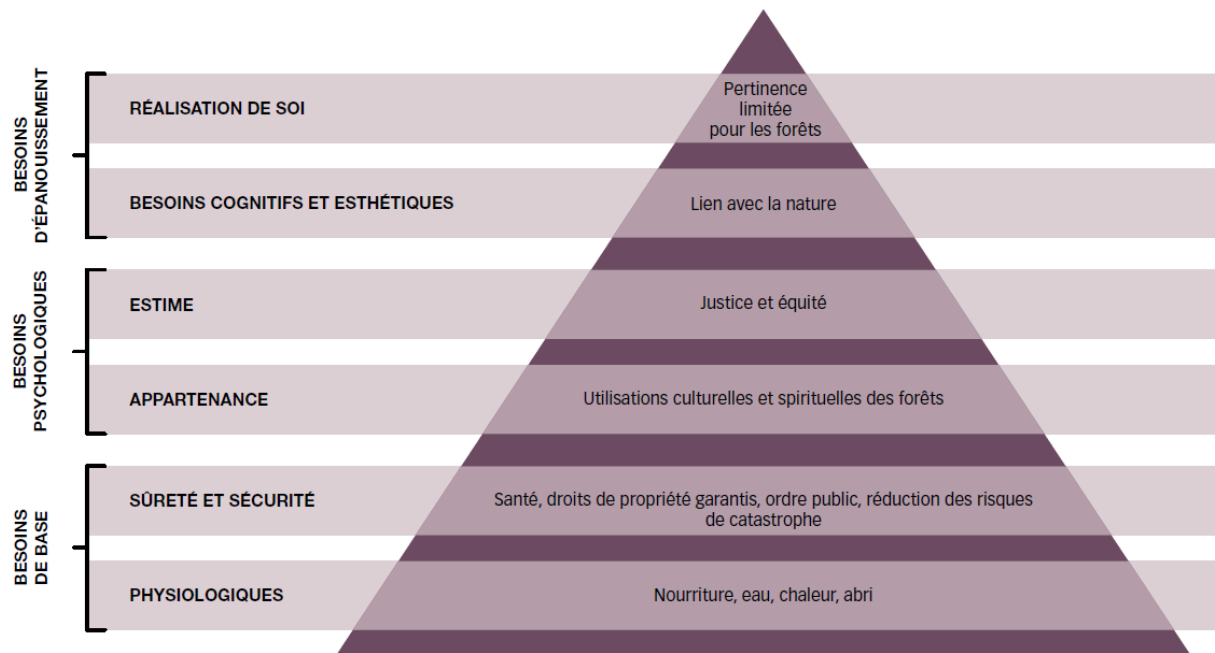 BESOINS
D'ÉPANOUISSEMENT
RÉALISATION DE SOI
Pertinence
limitée
pour les forêts
BESOINS COGNITIFS ET ESTHÉTIQUES
Lien avec la nature
BESOINS
PSYCHOLOGIQUES
ESTIME
Justice et équité
APPARTENANCE
Utilisations culturelles et spirituelles des forêts
BESOINS
DE BASE
SÛRETÉ ET SÉCURITÉ
Santé, droits de propriété garantis, ordre public, réduction des risques
de catastrophe
PHYSIOLOGIQUES
Nourriture, eau, chaleur, abri